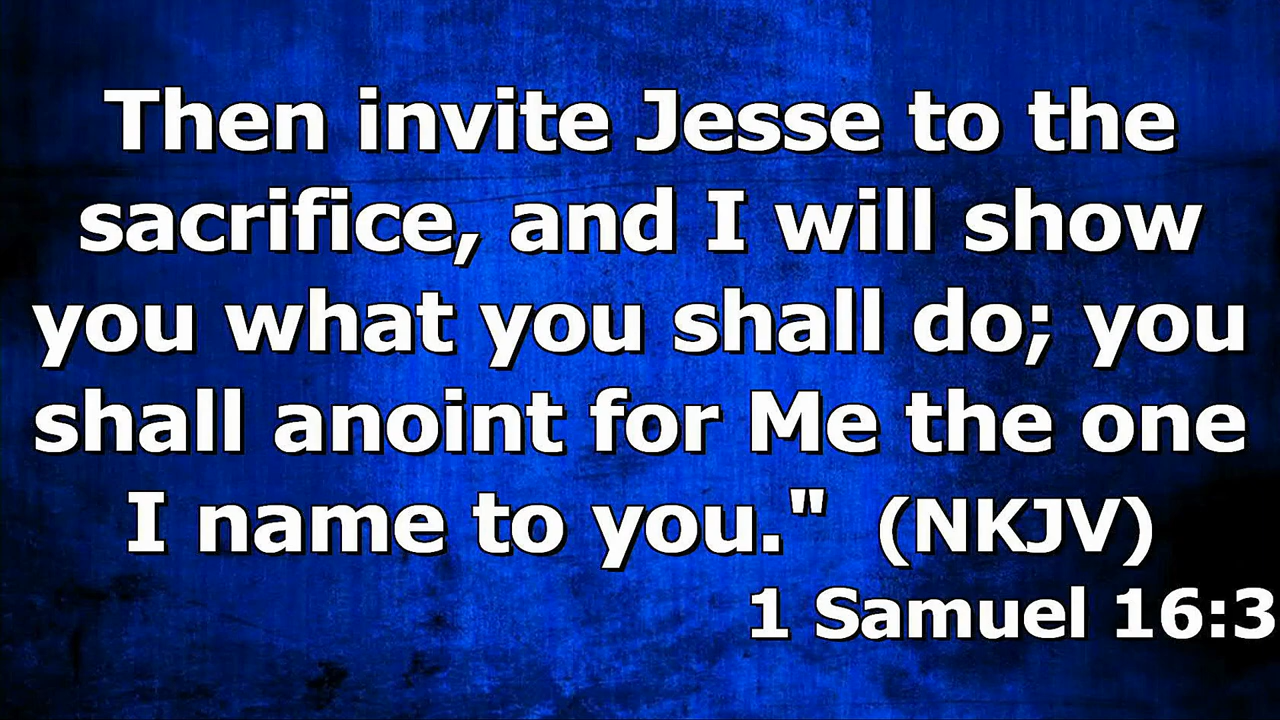 Then invite Jesse to the
sacrifice, and I will show
you what you shall do; you
shall anoint for Me the one
I name to you."  (NKJV)
1 Samuel 16:3